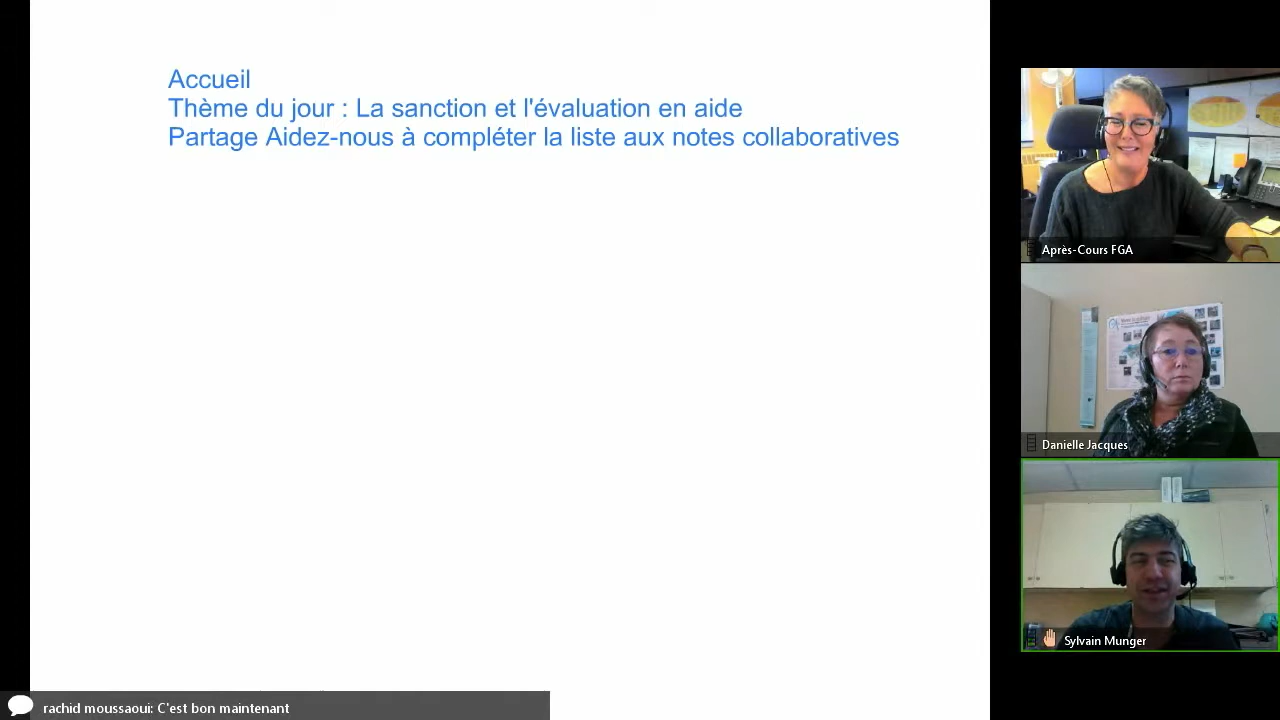 Accueil
Thème du jour : La sanction et l'évaluation en aide
Partage Aidez-nous à compléter la liste aux notes collaboratives
Après-Cours FGA
Danielle Jacques
Sylvain Munger
rachid moussaoui: C'est bon maintenant